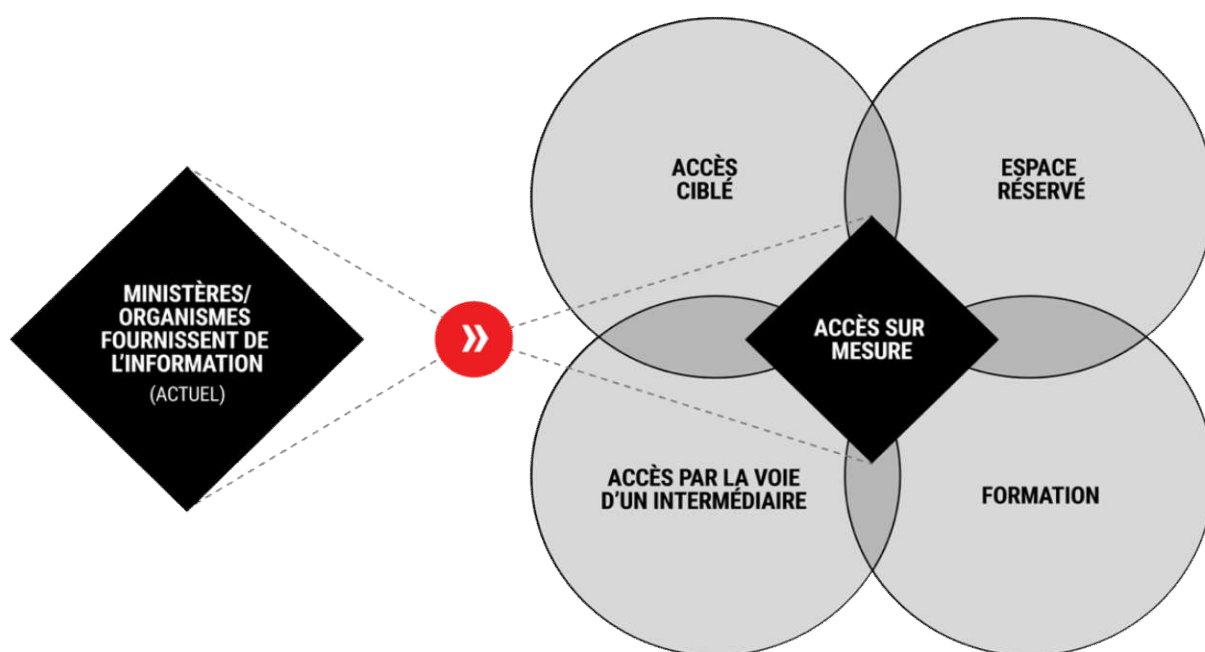 MINISTÈRES/
ORGANISMES
FOURNISSENT DE
L'INFORMATION
(ACTUEL)
»
ACCÈS
CIBLÉ
ESPACE
RÉSERVÉ
ACCÈS SUR
MESURE
ACCÈS PAR LA VOIE
D'UN INTERMÉDIAIRE
FORMATION